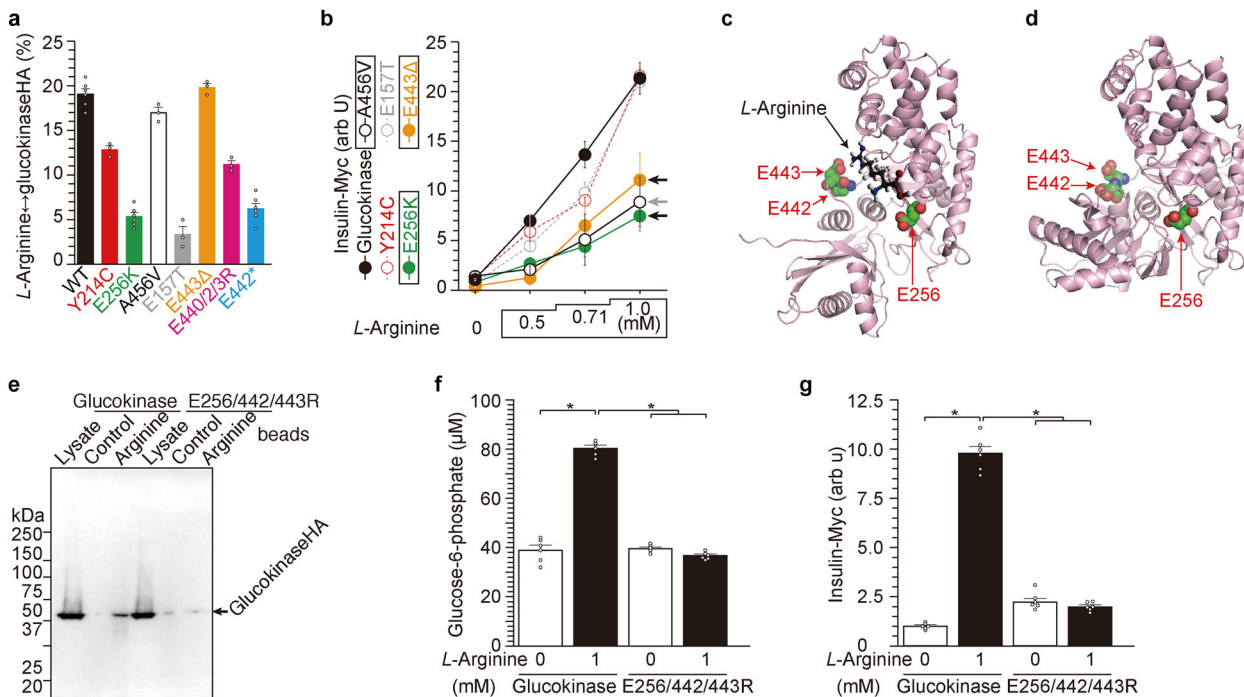 a
L-Arginine↔glucokinaseHA (%)
25
20
15
10
5
0
WT
Y214C
E256K
A456V
E157T
E443Δ
E440/2/3R
E442*
b
Insulin-Myc (arb U)
Glucokinase
A456V
E157T
E443Δ
Y214C
E256K
25
20
15
10
5
0
L-Arginine
0
0.5
0.71
1.0
(mM)
c
L-Arginine
E443
E442
E256
d
E443
E442
E256
e
Glucokinase E256/442/443R
Lysate
Control
Arginine
Lysate
Control
Arginine
beads
kDa
250
150
100
75
50
37
25
20
GlucokinaseHA
f
Glucose-6-phosphate (μM)
100
80
60
40
20
0
* *
L-Arginine 0 1 0 1
(mM) Glucokinase E256/442/443R
g
Insulin-Myc (arb u)
12.5
10.0
7.5
5.0
2.5
0
* *
L-Arginine 0 1 0 1
(mM) Glucokinase E256/442/443R